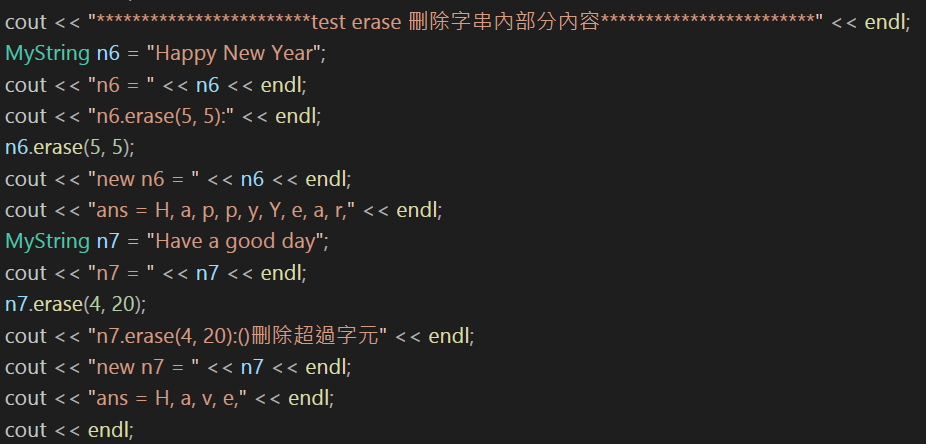 cout << "************************test erase 刪除字串內部分內容************************" << endl;
MyString n6 = "Happy New Year";
cout << "n6 = " << n6 << endl;
cout << "n6.erase(5, 5):" << endl;
n6.erase(5, 5);
cout << "new n6 = " << n6 << endl;
cout << "ans = H, a, p, p, y, Y, e, a, r," << endl;
MyString n7 = "Have a good day";
cout << "n7 = " << n7 << endl;
n7.erase(4, 20);
cout << "n7.erase(4, 20):()刪除超過字元" << endl;
cout << "new n7 = " << n7 << endl;
cout << "ans = H, a, v, e," << endl;
cout << endl;